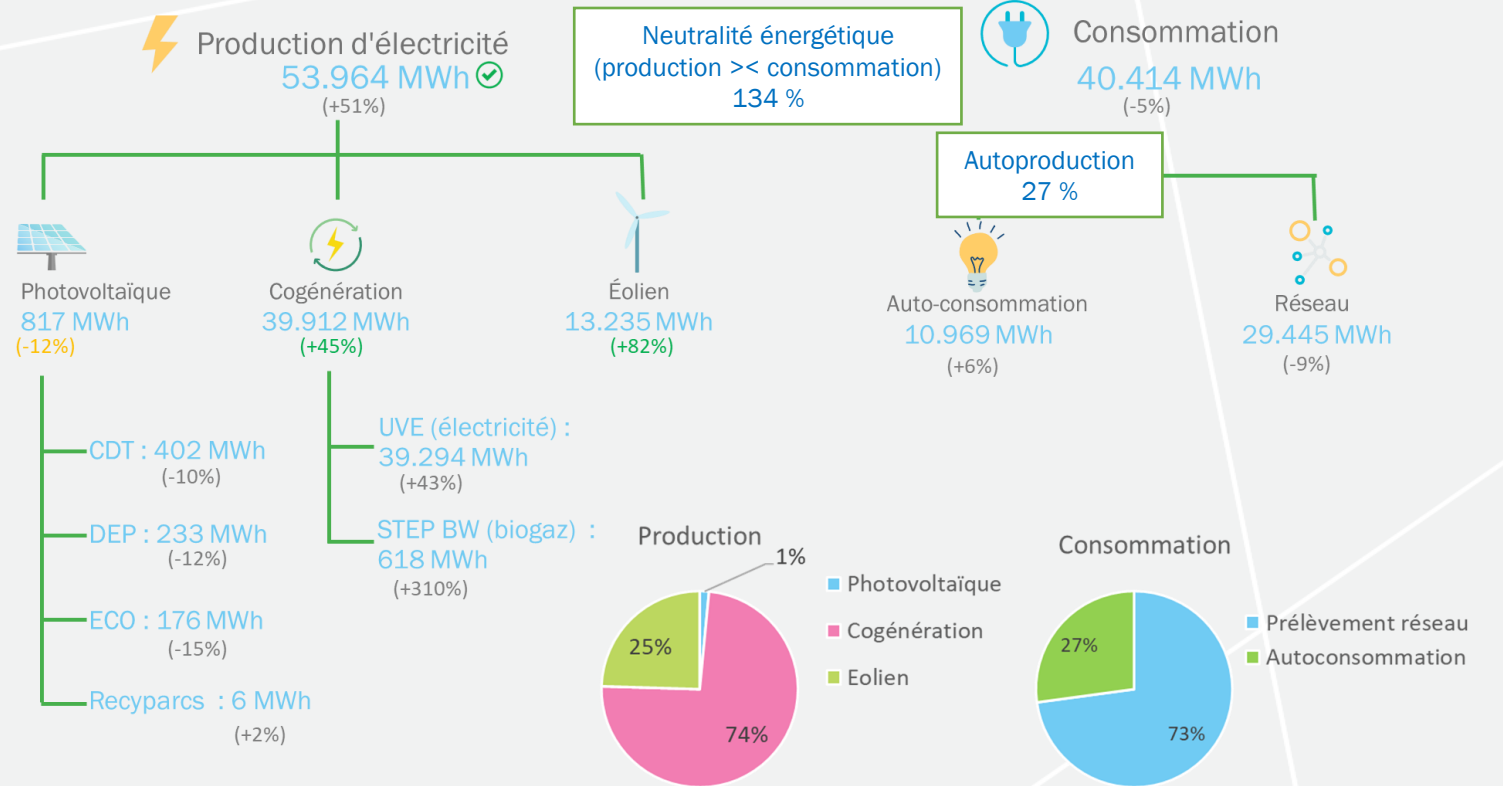 Production d'électricité
53.964 MWh
(+51%)
Neutralité énergétique
(production >< consommation)
134 %
Consommation
40.414 MWh
(-5%)
Autoproduction
27 %
Photovoltaïque
817 MWh
(-12%)
Cogénération
39.912 MWh
(+45%)
Éolien
13.235 MWh
(+82%)
Auto-consommation
10.969 MWh
(+6%)
Réseau
29.445 MWh
(-9%)
CDT : 402 MWh
(-10%)
DEP : 233 MWh
(-12%)
ECO : 176 MWh
(-15%)
Recyparcs : 6 MWh
(+2%)
UVE (électricité) :
39.294 MWh
(+43%)
STEP BW (biogaz) :
618 MWh
(+310%)
Production
1%
25%
74%
Photovoltaïque
Cogénération
Eolien
Consommation
27%
73%
Prélèvement réseau
Autoconsommation